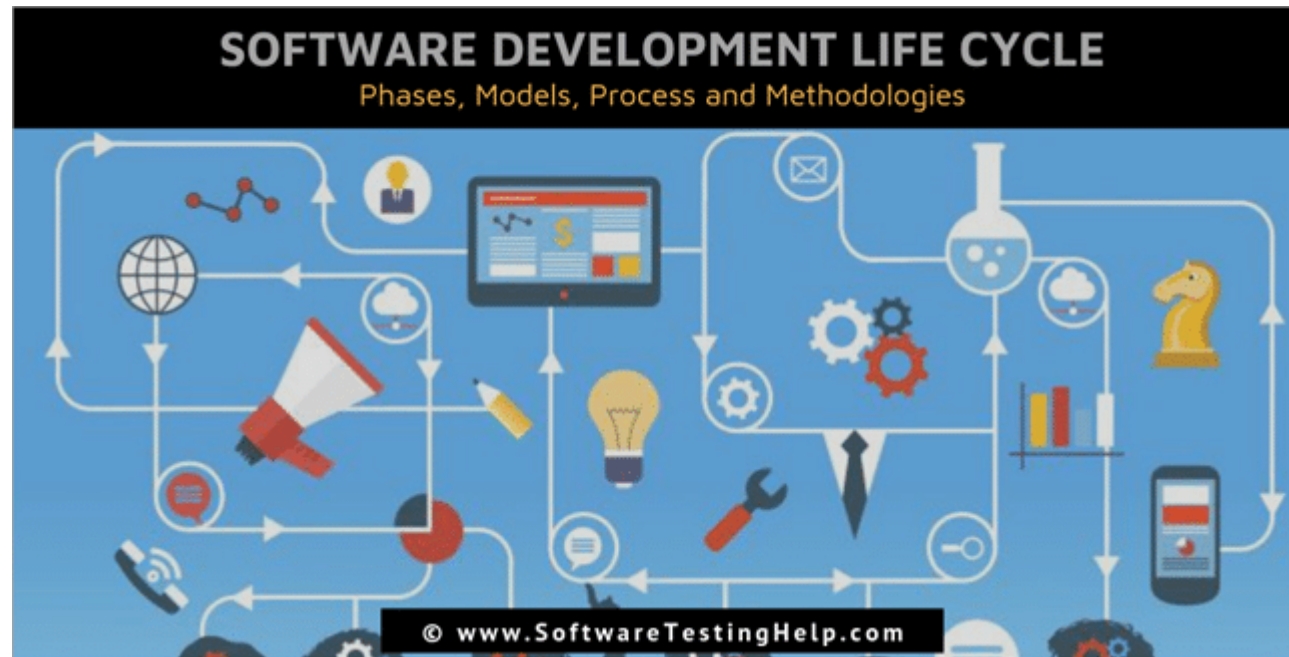 SOFTWARE DEVELOPMENT LIFE CYCLE
Phases, Models, Process and Methodologies
$
© www.SoftwareTestingHelp.com